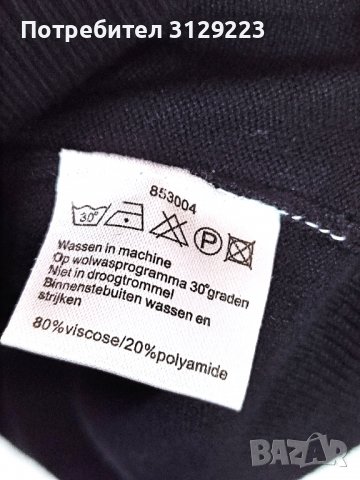 Потребител 3129223
853004
30°
P
Wassen in machine
Op wolwasprogramma 30°graden
Niet in droogtrommel
Binnenstebuiten wassen en
strijken
80%viscose/20%polyamide
BAZAR